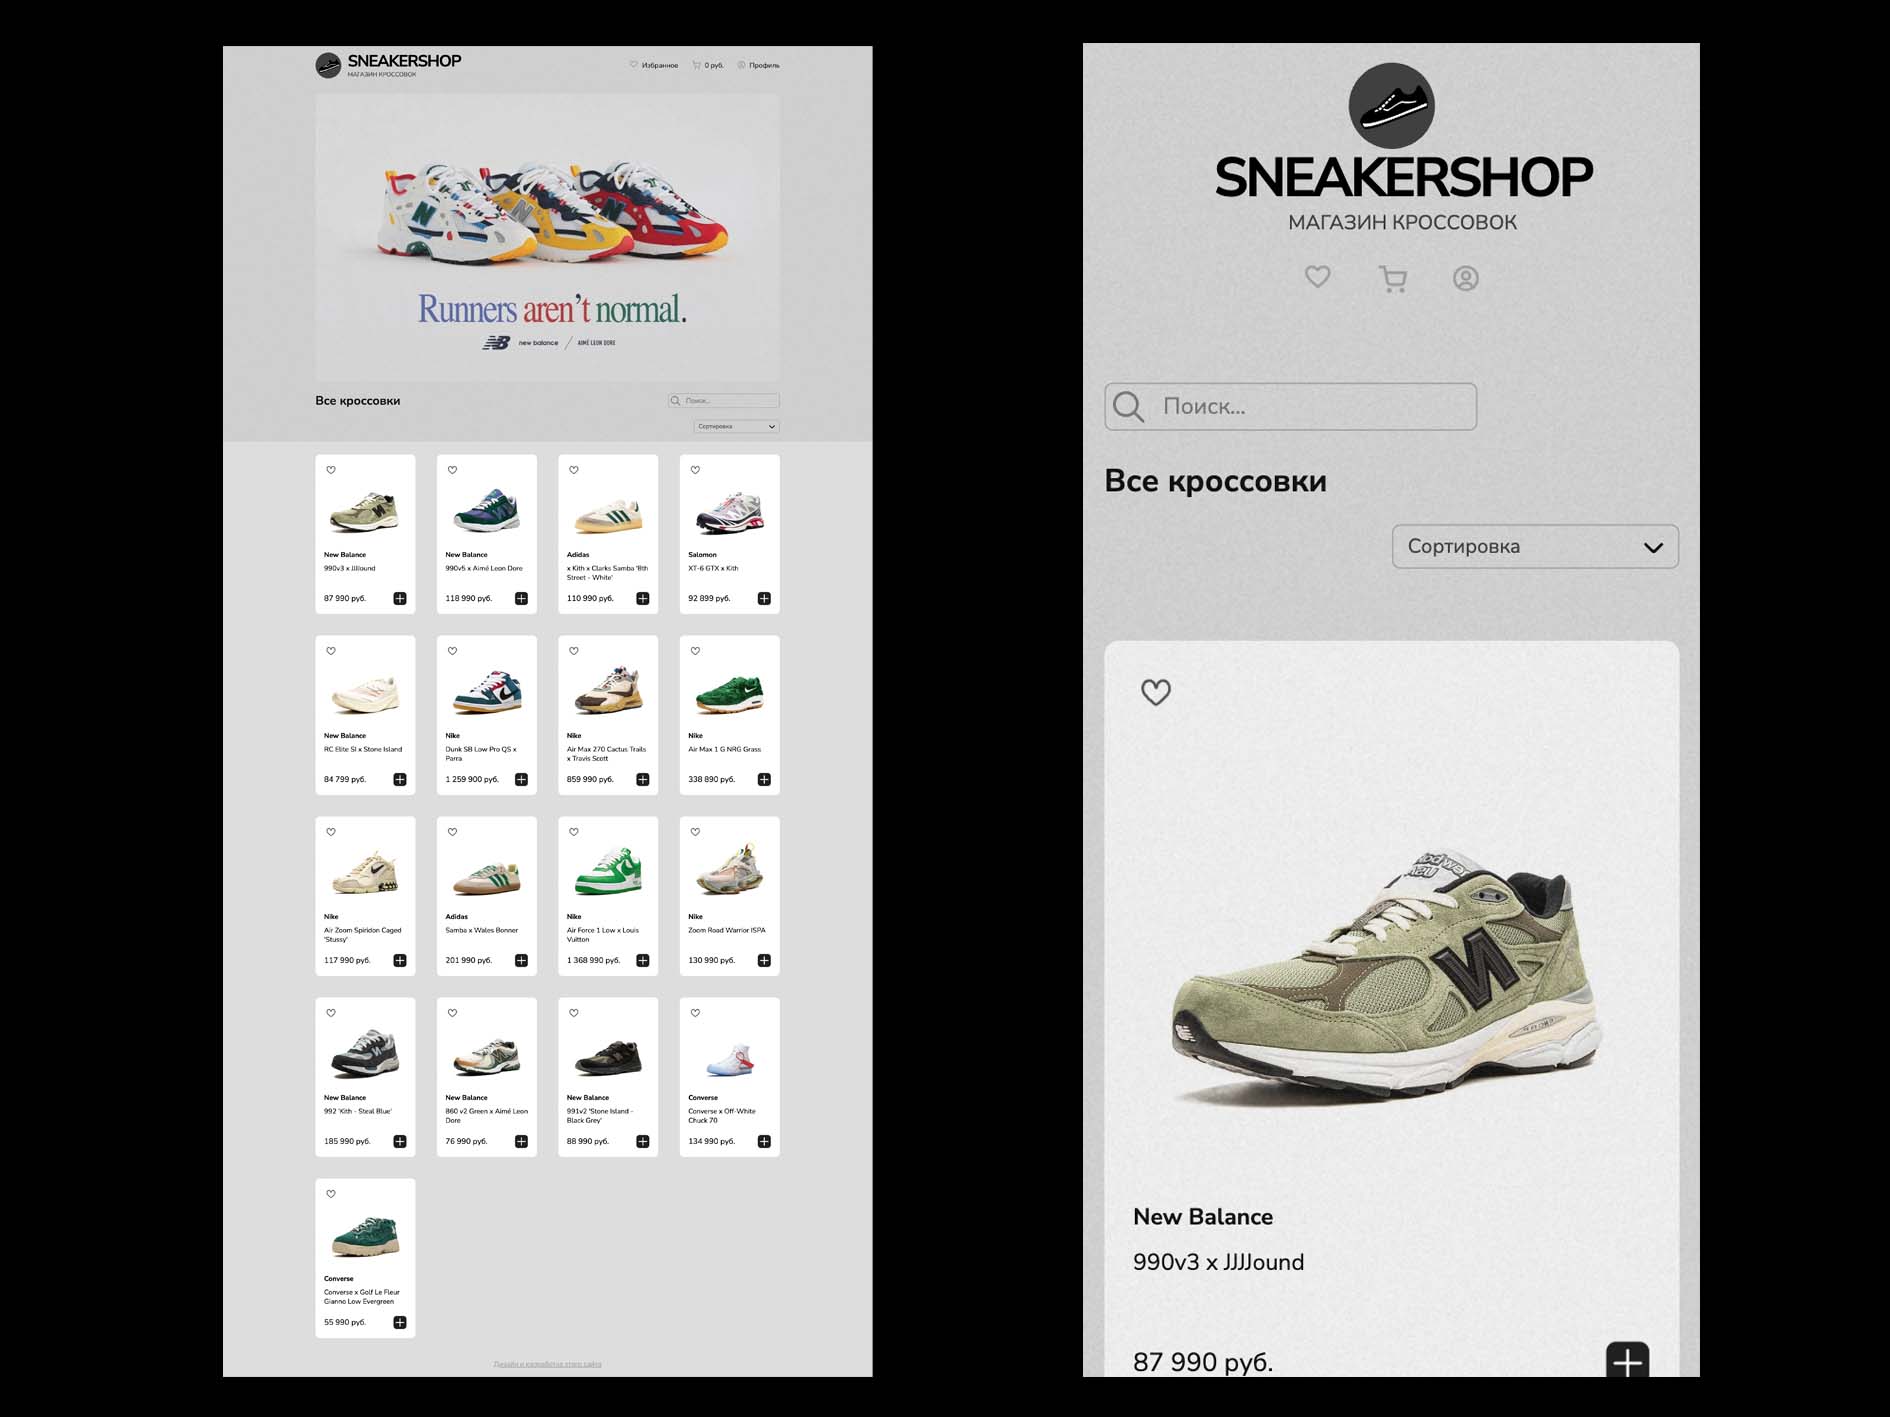 SNEAKERSHOP
МАГАЗИН КРОССОВОК
Избранное
0 руб.
Профиль
Runners aren't normal.
NB new balance / AIMÉ LEON DORE
Все кроссовки
Поиск...
Сортировка
New Balance
990v3 x JJJJound
87 990 руб.
New Balance
990v5 x Aimé Leon Dore
118 990 руб.
Adidas
x Kith x Clarks Samba '8th
Street - White'
110 990 руб.
Salomon
XT-6 GTX x Kith
92 899 руб.
New Balance
RC Elite SI x Stone Island
84 799 руб.
Nike
Dunk SB Low Pro QS x
Parra
1 259 900 руб.
Nike
Air Max 270 Cactus Trails
x Travis Scott
859 990 руб.
Nike
Air Max 1 G NRG Grass
338 890 руб.
Nike
Air Zoom Spiridon Caged
'Stussy'
117 990 руб.
Adidas
Samba x Wales Bonner
201 990 руб.
Nike
Air Force 1 Low x Louis
Vuitton
1 368 990 руб.
Nike
Zoom Road Warrior ISPA
130 990 руб.
New Balance
992 'Kith - Steal Blue'
185 990 руб.
New Balance
860 v2 Green x Aimé Leon
Dore
76 990 руб.
New Balance
991v2 'Stone Island -
Black Grey'
88 990 руб.
Converse
Converse x Off-White
Chuck 70
134 990 руб.
Converse
Converse x Golf Le Fleur
Gianno Low Evergreen
55 990 руб.
Дизайн и разработка этого сайта
SNEAKERSHOP
МАГАЗИН КРОССОВОК
Поиск...
Все кроссовки
Сортировка
New Balance
990v3 x JJJJound
87 990 руб.